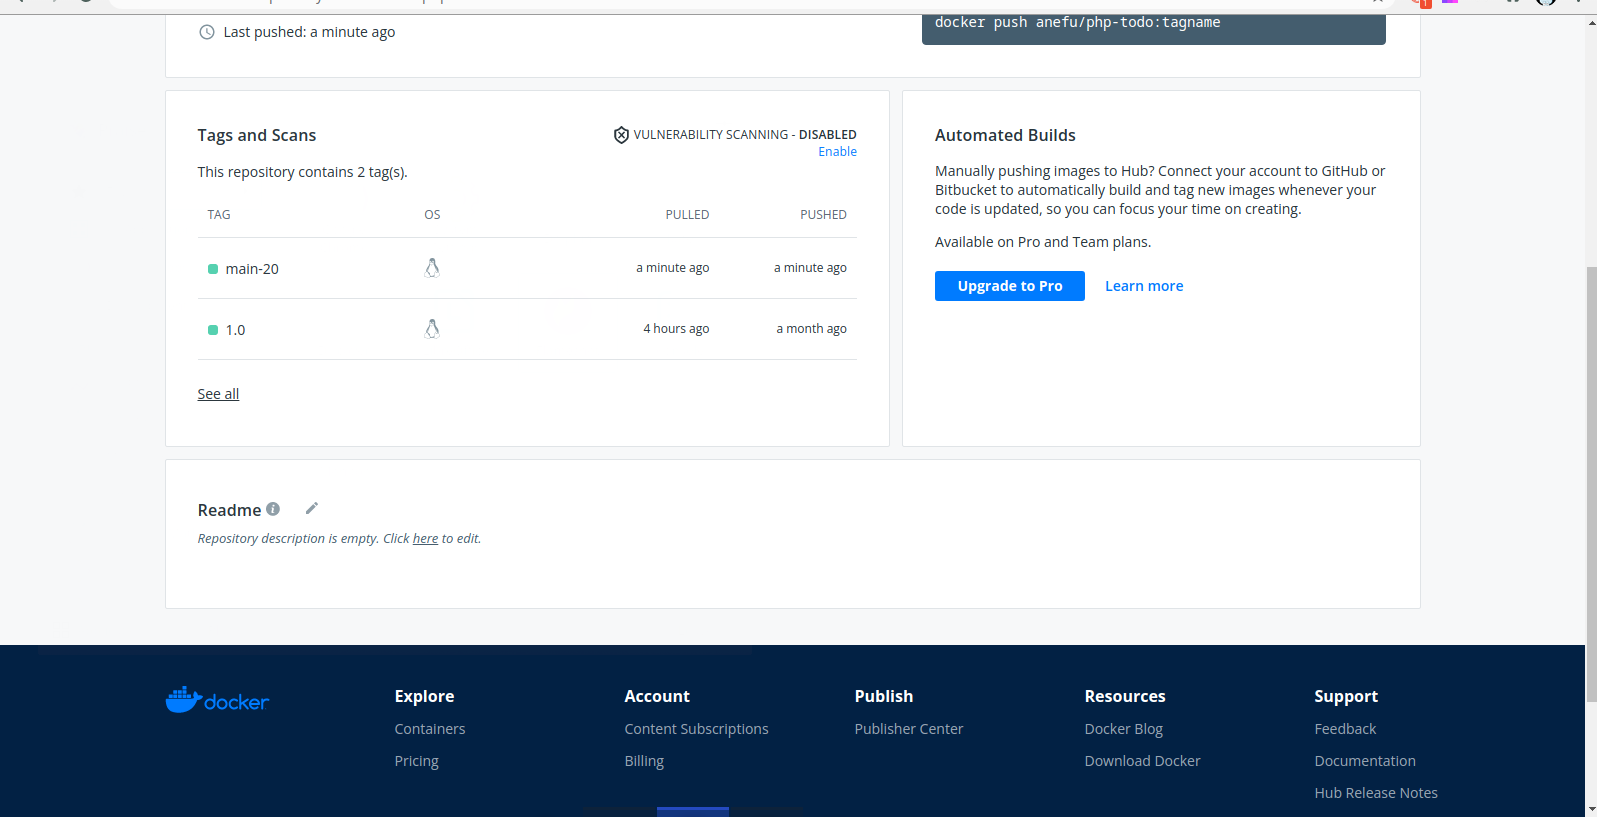 docker push anefu/php-todo:tagname
Last pushed: a minute ago
Tags and Scans
VULNERABILITY SCANNING - DISABLED
Enable
This repository contains 2 tag(s).
TAG OS PULLED PUSHED
main-20 a minute ago a minute ago
1.0 4 hours ago a month ago
See all
Automated Builds
Manually pushing images to Hub? Connect your account to GitHub or
Bitbucket to automatically build and tag new images whenever your
code is updated, so you can focus your time on creating.
Available on Pro and Team plans.
Upgrade to Pro Learn more
Readme
Repository description is empty. Click here to edit.
docker
Explore
Containers
Pricing
Account
Content Subscriptions
Billing
Publish
Publisher Center
Resources
Docker Blog
Download Docker
Support
Feedback
Documentation
Hub Release Notes